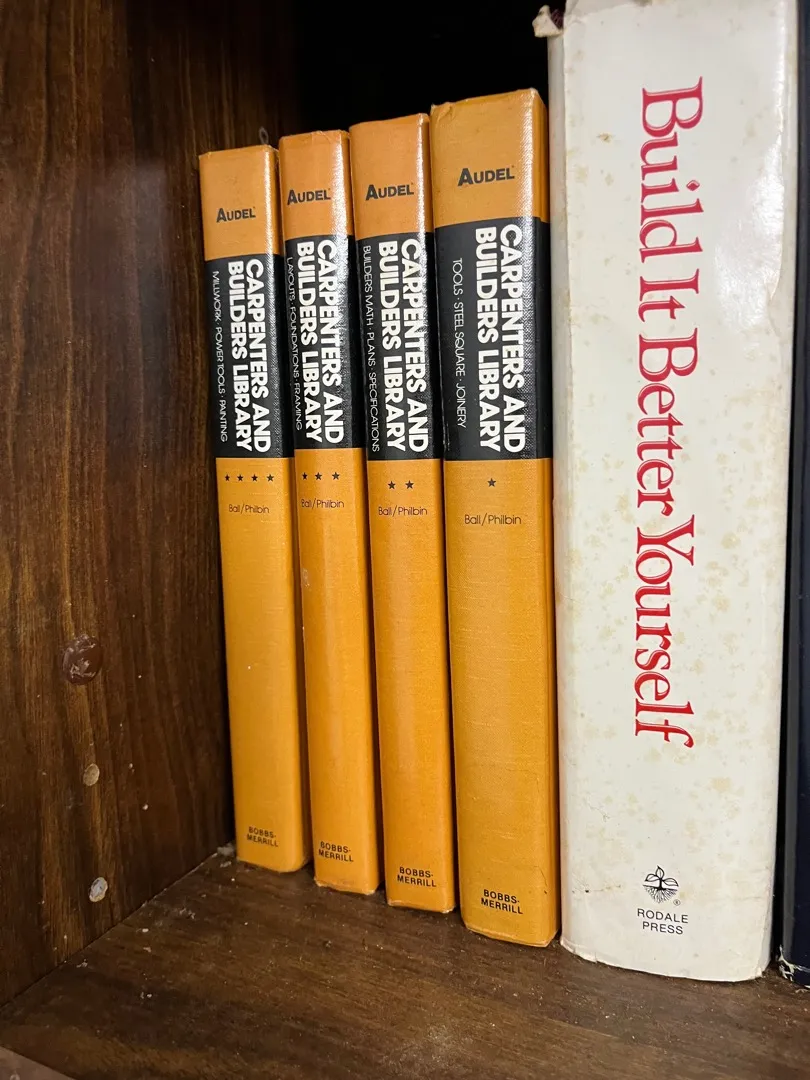 AUDEL
CARPENTERS AND
BUILDERS LIBRARY
MILLWORK · POWER TOOLS · PAINTING
★ ★ ★ ★
Ball/Philbin
BOBBS-
MERRILL
AUDEL
CARPENTERS AND
BUILDERS LIBRARY
LAYOUTS · FOUNDATIONS · FRAMING
★ ★ ★
Ball/Philbin
BOBBS-
MERRILL
AUDEL
CARPENTERS AND
BUILDERS LIBRARY
BUILDERS MATH · PLANS · SPECIFICATIONS
★ ★
Ball/Philbin
BOBBS-
MERRILL
AUDEL
CARPENTERS AND
BUILDERS LIBRARY
TOOLS · STEEL SQUARE · JOINERY
★
Ball/Philbin
BOBBS-
MERRILL
Build It Better Yourself
®
RODALE
PRESS